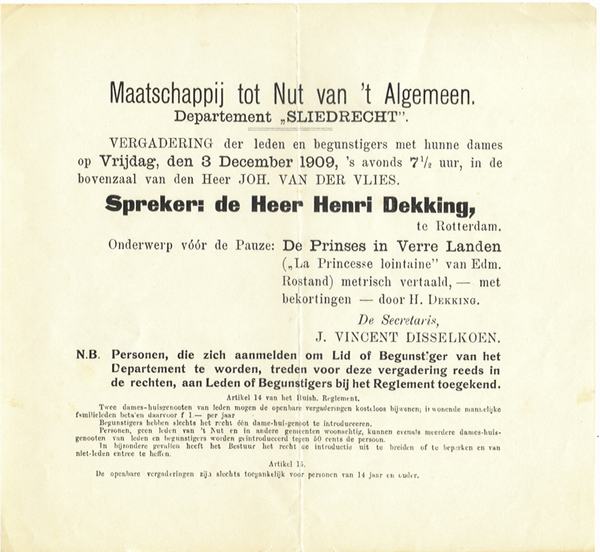 Maatschappij tot Nut van 't Algemeen.
Departement „SLIEDRECHT".
VERGADERING der leden en begunstigers met hunne dames
op Vrijdag, den 3 December 1909, 's avonds 7½ uur, in de
bovenzaal van den Heer JOH. VAN DER VLIES.
Spreker: de Heer Henri Dekking,
te Rotterdam.
Onderwerp vóór de Pauze: De Prinses in Verre Landen
(„La Princesse lointaine" van Edm.
Rostand) metrisch vertaald, — met
bekortingen — door H. DEKKING.
De Secretaris,
J. VINCENT DISSELKOEN.
N.B. Personen, die zich aanmelden om Lid of Begunst'ger van het
Departement te worden, treden voor deze vergadering reeds in
de rechten, aan Leden of Begunstigers bij het Reglement toegekend.
Artikel 14 van het Huish. Reglement.
Twee dames-huisgenooten van leden mogen de openbare vergaderingen kosteloos bijwonen; inwonende mannelijke
familieleden beta'en daarvoor f 1.— per jaar
Begunstigers hebben slechts het recht één dame-hui-genoot te introduceeren.
Personen, geen leden van 't Nut en in andere gemeenten woonachtig, kunnen evenals meerdere dames-huis-
genooten van leden en begunstigers worden geïntroduceerd tegen 50 cents de persoon.
In bijzondere gevallen heeft het Bestuur het recht de introductie uit te breiden of te beperken en van
niet-leden entree te heffen.
Artikel 15.
De openbare vergaderingen zijn slechts toegankelijk voor personen van 14 jaar en ouder.